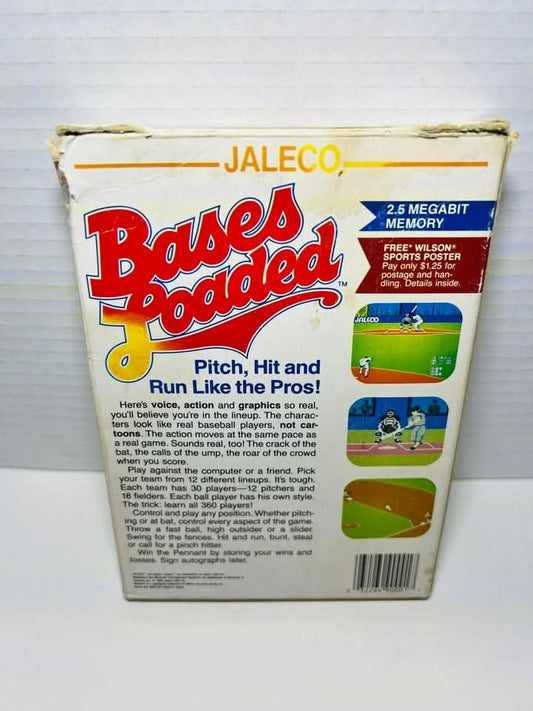 JALECO
Bases
Loaded™
2.5 MEGABIT
MEMORY
FREE* WILSON®
SPORTS POSTER
Pay only $1.25 for
postage and han-
dling. Details inside.
JALECO
Pitch, Hit and
Run Like the Pros!
Here's voice, action and graphics so real,
you'll believe you're in the lineup. The charac-
ters look like real baseball players, not car-
toons. The action moves at the same pace as
a real game. Sounds real, too! The crack of the
bat, the calls of the ump, the roar of the crowd
when you score.
Play against the computer or a friend. Pick
your team from 12 different lineups. It's tough.
Each team has 30 players—12 pitchers and
18 fielders. Each ball player has his own style.
The trick: learn all 360 players!
Control and play any position. Whether pitch-
ing or at bat, control every aspect of the game.
Throw a fast ball, high outsider or a slider.
Swing for the fences. Hit and run, bunt, steal
or call for a pinch hitter.
Win the Pennant by storing your wins and
losses. Sign autographs later.